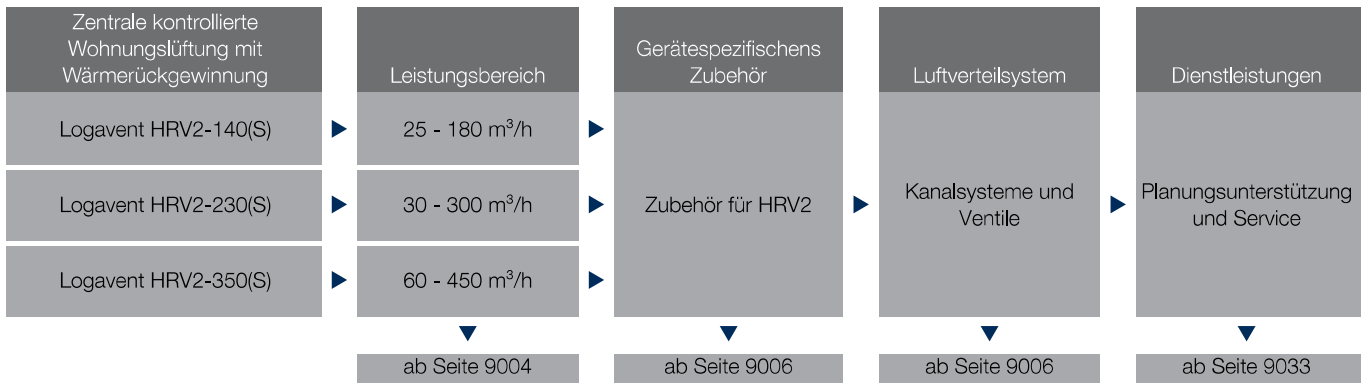 Zentrale kontrollierte
Wohnungslüftung mit
Wärmerückgewinnung
Leistungsbereich
Gerätespezifischens
Zubehör
Luftverteilsystem
Dienstleistungen
Logavent HRV2-140(S)
25 - 180 m³/h
Logavent HRV2-230(S)
30 - 300 m³/h
Logavent HRV2-350(S)
60 - 450 m³/h
Zubehör für HRV2
Kanalsysteme und
Ventile
Planungsunterstützung
und Service
ab Seite 9004
ab Seite 9006
ab Seite 9006
ab Seite 9033